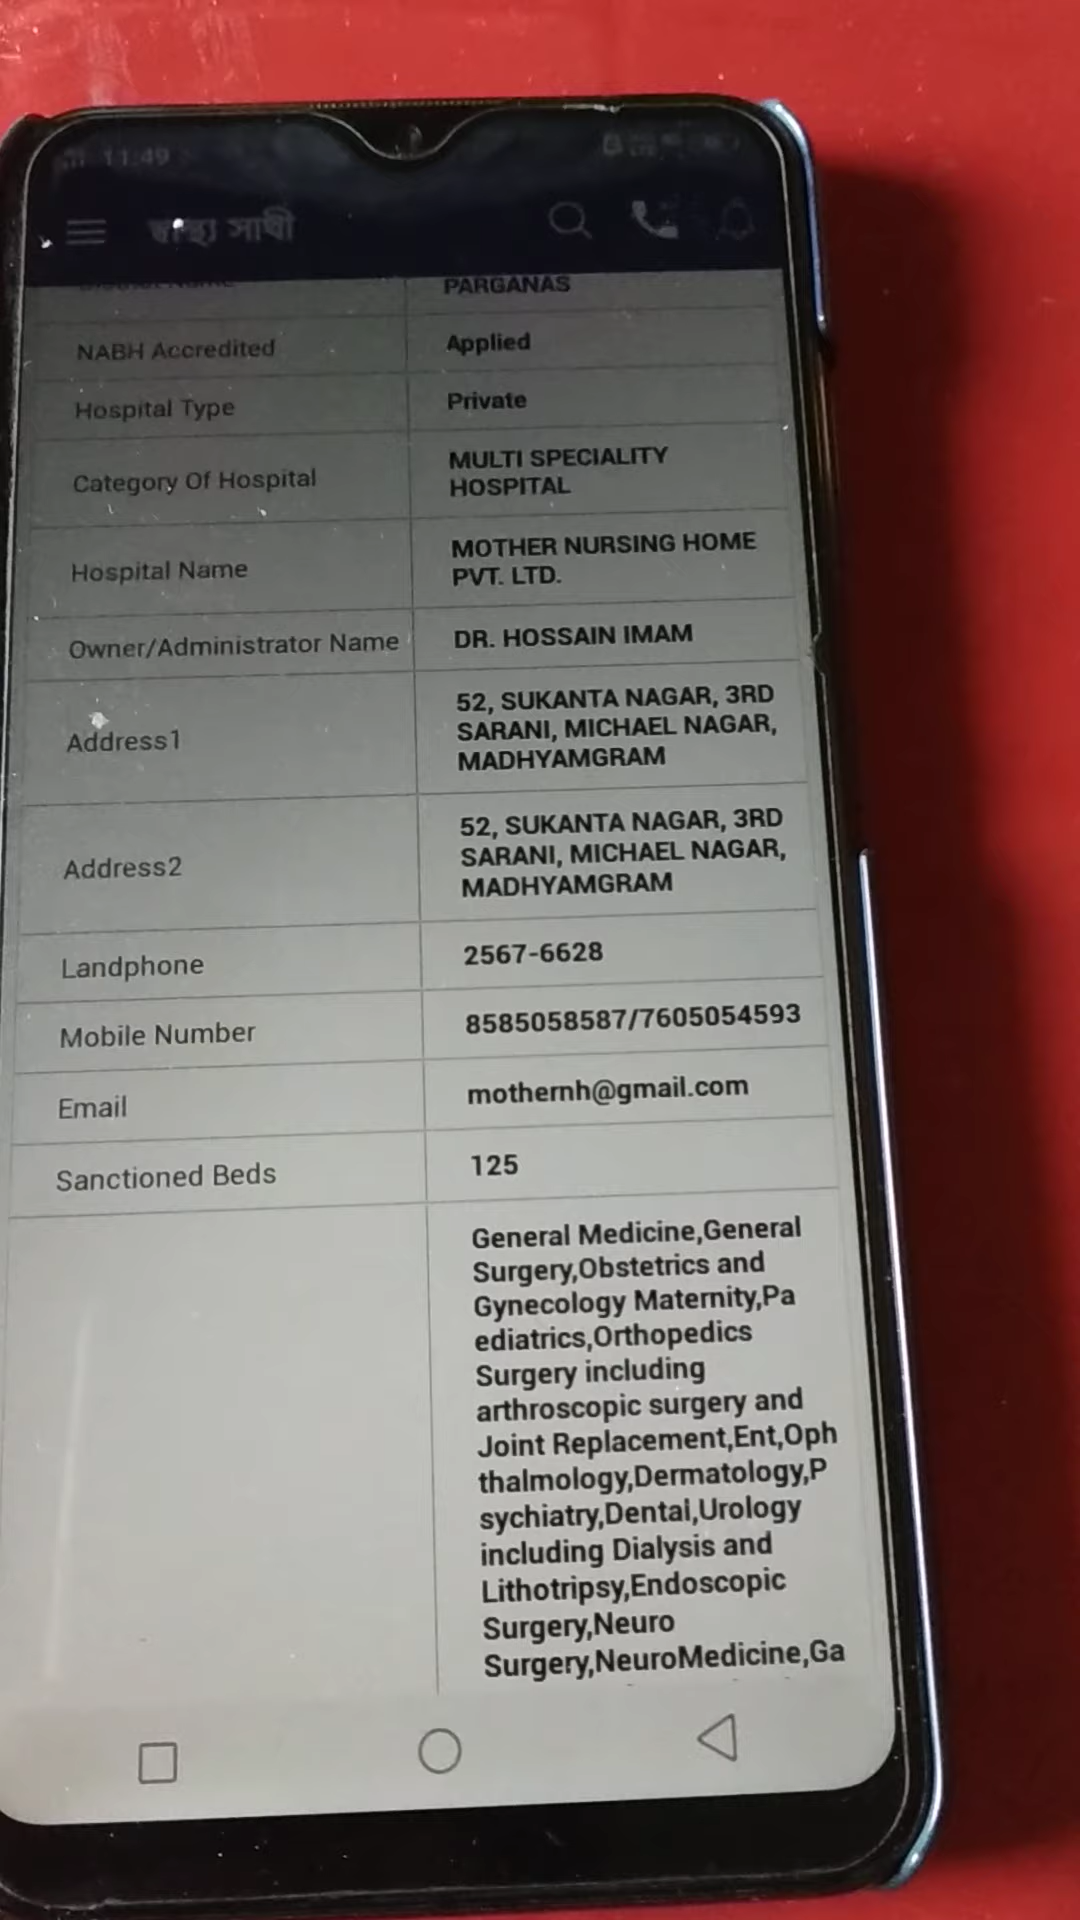 11:49
স্বাস্থ্য সাথী
PARGANAS
NABH Accredited
Applied
Hospital Type
Private
Category Of Hospital
MULTI SPECIALITY
HOSPITAL
Hospital Name
MOTHER NURSING HOME
PVT. LTD.
Owner/Administrator Name
DR. HOSSAIN IMAM
Address1
52, SUKANTA NAGAR, 3RD
SARANI, MICHAEL NAGAR,
MADHYAMGRAM
Address2
52, SUKANTA NAGAR, 3RD
SARANI, MICHAEL NAGAR,
MADHYAMGRAM
Landphone
2567-6628
Mobile Number
8585058587/7605054593
Email
mothernh@gmail.com
Sanctioned Beds
125
General Medicine,General
Surgery,Obstetrics and
Gynecology Maternity,Pa
ediatrics,Orthopedics
Surgery including
arthroscopic surgery and
Joint Replacement,Ent,Oph
thalmology,Dermatology,P
sychiatry,Dental,Urology
including Dialysis and
Lithotripsy,Endoscopic
Surgery,Neuro
Surgery,NeuroMedicine,Ga